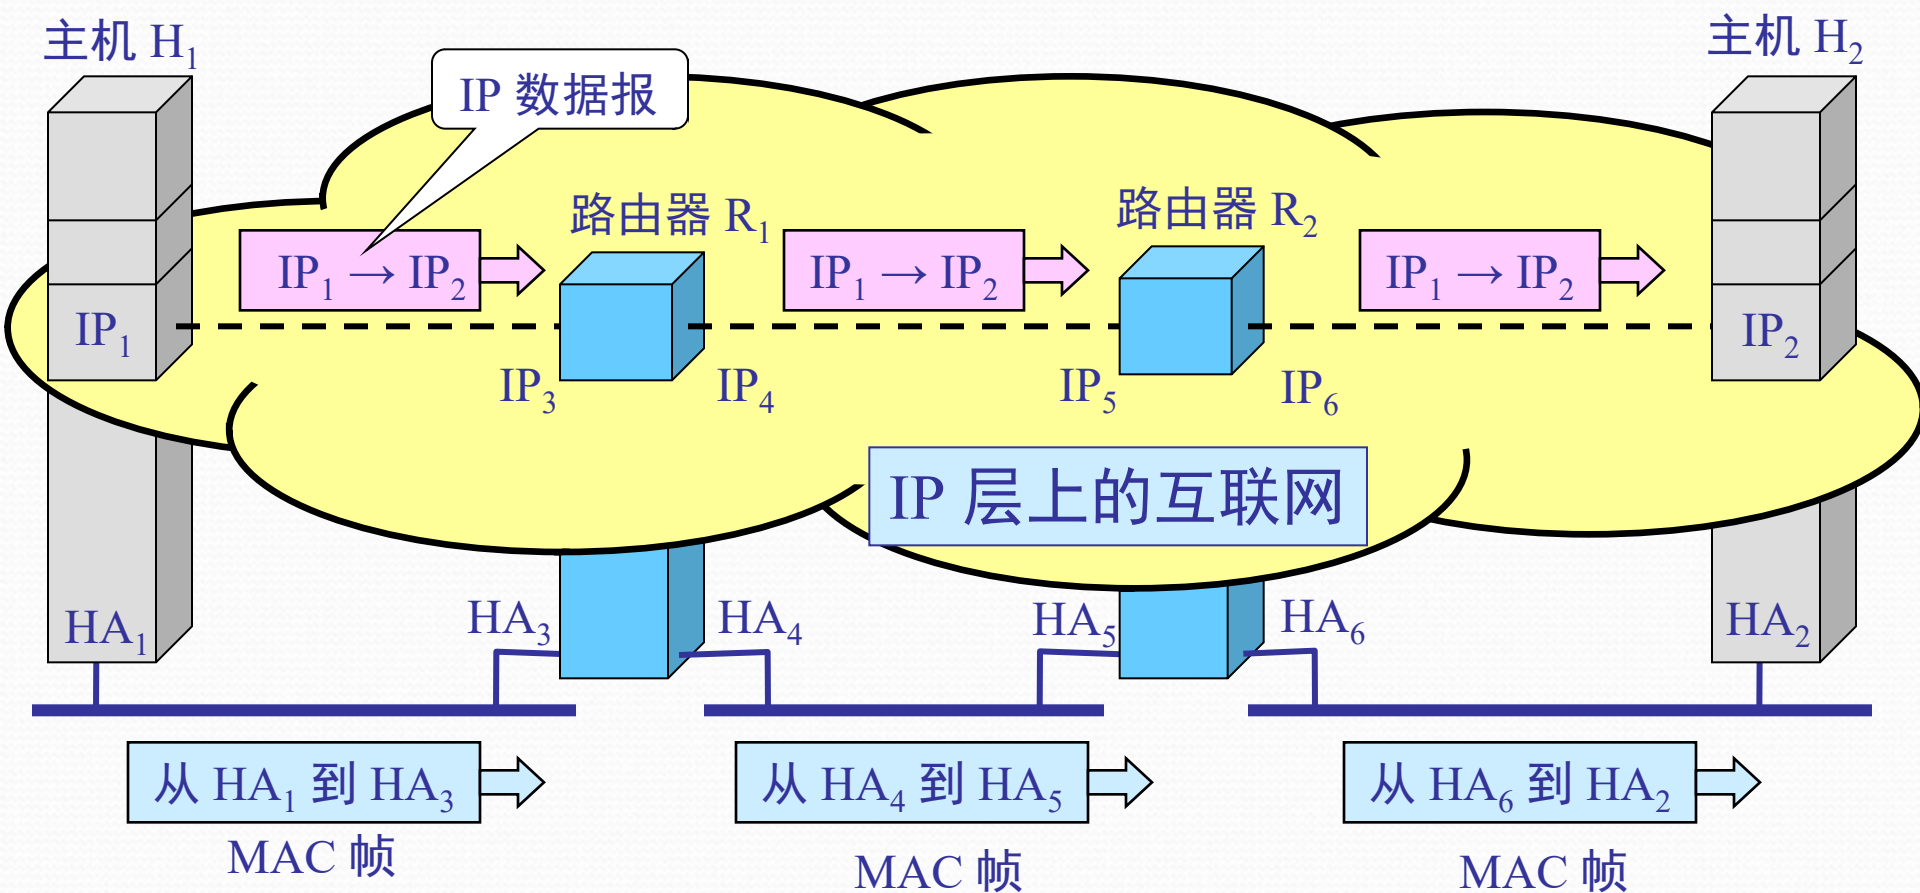 主机 H₁
主机 H₂
IP 数据报
路由器 R₁
路由器 R₂
IP₁ → IP₂
IP₁ → IP₂
IP₁ → IP₂
IP₁
IP₂
IP₃
IP₄
IP₅
IP₆
IP 层上的互联网
HA₁
HA₃
HA₄
HA₅
HA₆
HA₂
从 HA₁ 到 HA₃
从 HA₄ 到 HA₅
从 HA₆ 到 HA₂
MAC 帧
MAC 帧
MAC 帧